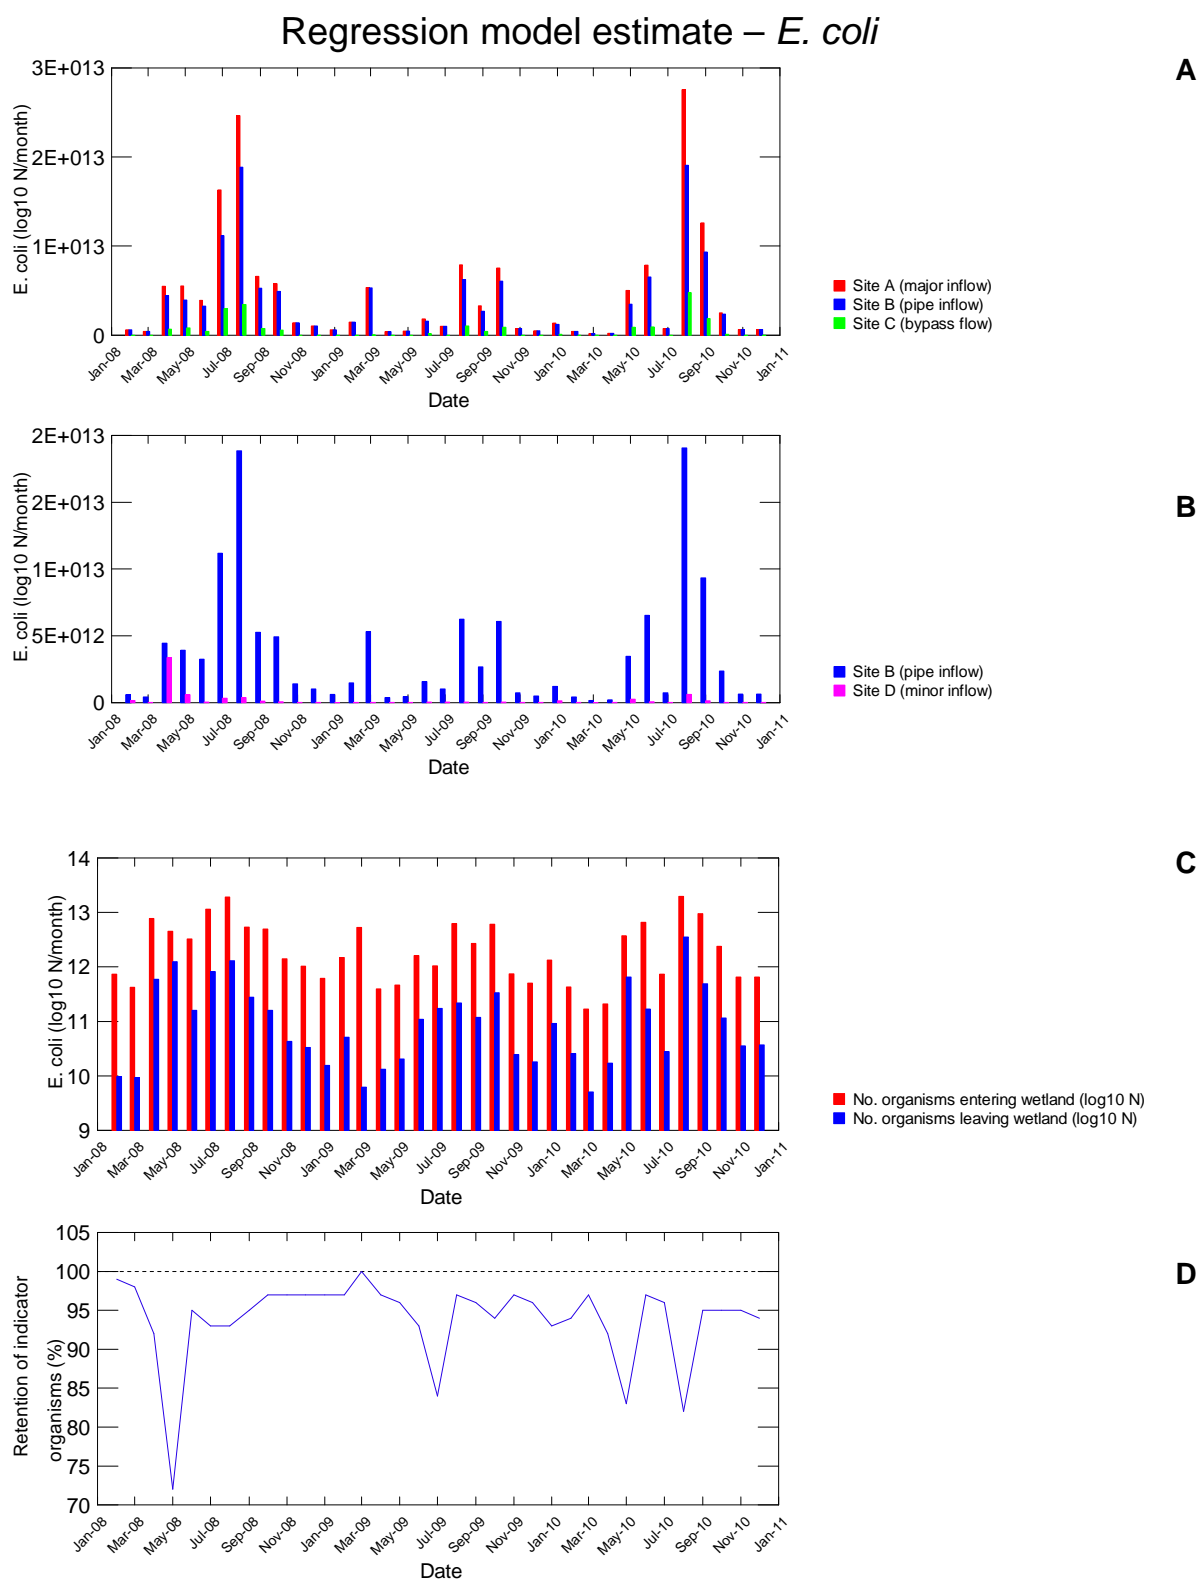 Regression model estimate – E. coli
A
E. coli (log10 N/month)
3E+013
2E+013
1E+013
0
Jan-08
Mar-08
May-08
Jul-08
Sep-08
Nov-08
Jan-09
Mar-09
May-09
Jul-09
Sep-09
Nov-09
Jan-10
Mar-10
May-10
Jul-10
Sep-10
Nov-10
Jan-11
Date
Site A (major inflow)
Site B (pipe inflow)
Site C (bypass flow)
B
E. coli (log10 N/month)
2E+013
2E+013
1E+013
5E+012
0
Jan-08
Mar-08
May-08
Jul-08
Sep-08
Nov-08
Jan-09
Mar-09
May-09
Jul-09
Sep-09
Nov-09
Jan-10
Mar-10
May-10
Jul-10
Sep-10
Nov-10
Jan-11
Date
Site B (pipe inflow)
Site D (minor inflow)
C
E. coli (log10 N/month)
14
13
12
11
10
9
Jan-08
Mar-08
May-08
Jul-08
Sep-08
Nov-08
Jan-09
Mar-09
May-09
Jul-09
Sep-09
Nov-09
Jan-10
Mar-10
May-10
Jul-10
Sep-10
Nov-10
Jan-11
Date
No. organisms entering wetland (log10 N)
No. organisms leaving wetland (log10 N)
D
Retention of indicator
organisms (%)
105
100
95
90
85
80
75
70
Jan-08
Mar-08
May-08
Jul-08
Sep-08
Nov-08
Jan-09
Mar-09
May-09
Jul-09
Sep-09
Nov-09
Jan-10
Mar-10
May-10
Jul-10
Sep-10
Nov-10
Jan-11
Date